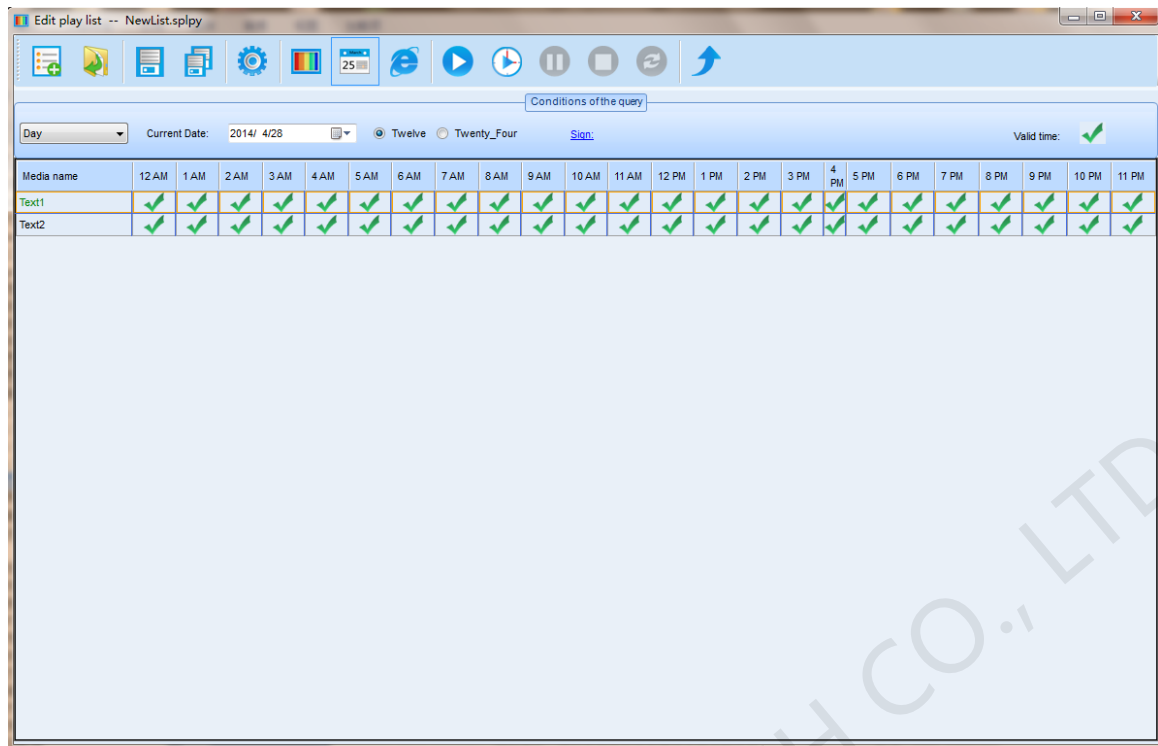 Edit play list -- NewList.splpy
25
Conditions of the query
Day Current Date: 2014/ 4/28 Twelve Twenty_Four Sign: Valid time:
Media name 12 AM 1 AM 2 AM 3 AM 4 AM 5 AM 6 AM 7 AM 8 AM 9 AM 10 AM 11 AM 12 PM 1 PM 2 PM 3 PM 4 PM 5 PM 6 PM 7 PM 8 PM 9 PM 10 PM 11 PM
Text1
Text2
H CO., LTD